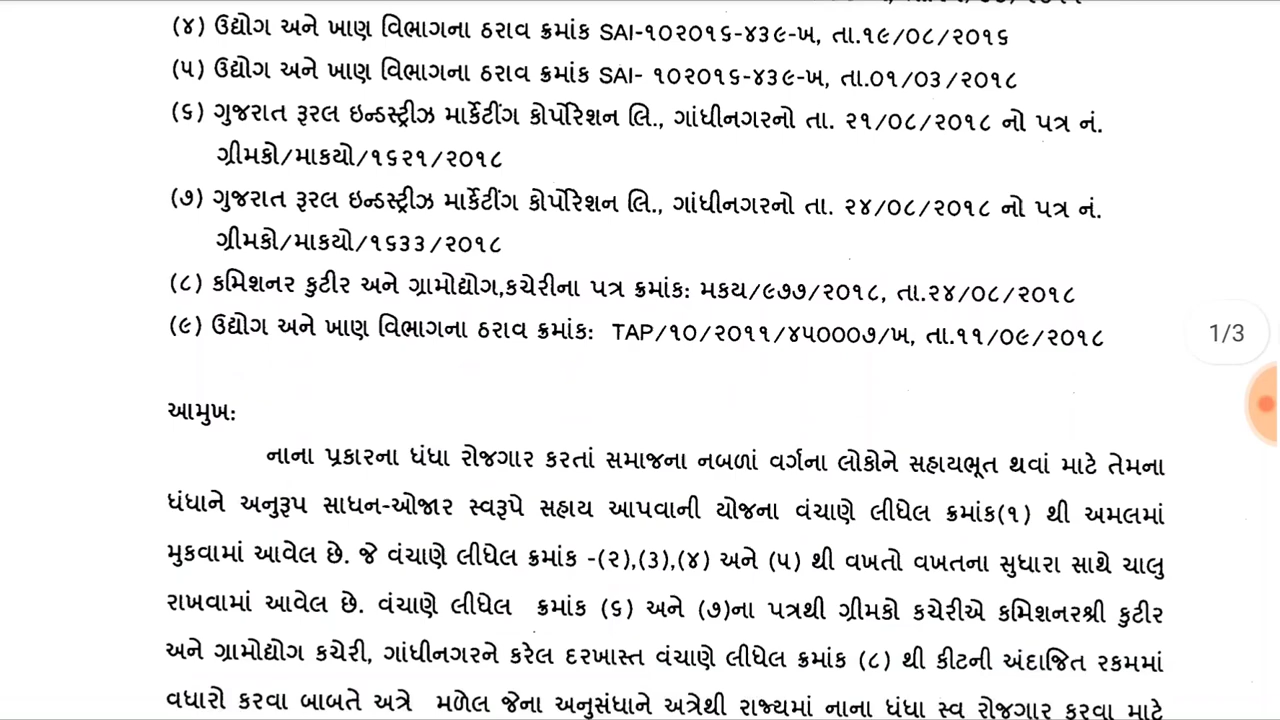 (૪) ઉદ્યોગ અને ખાણ વિભાગના ઠરાવ ક્રમાંક SAI-૧૦૨૦૧૬-૪૩૯-ખ, તા.૧૯/૦૮/૨૦૧૬
(૫) ઉદ્યોગ અને ખાણ વિભાગના ઠરાવ ક્રમાંક SAI- ૧૦૨૦૧૬-૪૩૯-ખ, તા.૦૧/૦૩/૨૦૧૮
(૬) ગુજરાત રૂરલ ઇન્ડસ્ટ્રીઝ માર્કેટીંગ કોર્પોરેશન લિ., ગાંધીનગરનો તા. ૨૧/૦૮/૨૦૧૮ નો પત્ર નં.
ગ્રીમકો/માકયો/૧૬૨૧/૨૦૧૮
(૭) ગુજરાત રૂરલ ઇન્ડસ્ટ્રીઝ માર્કેટીંગ કોર્પોરેશન લિ., ગાંધીનગરનો તા. ૨૪/૦૮/૨૦૧૮ નો પત્ર નં.
ગ્રીમકો/માકયો/૧૬૩૩/૨૦૧૮
(૮) કમિશનર કુટીર અને ગ્રામોદ્યોગ,કચેરીના પત્ર ક્રમાંક: મકય/૯૭૭/૨૦૧૮, તા.૨૪/૦૮/૨૦૧૮
(૯) ઉદ્યોગ અને ખાણ વિભાગના ઠરાવ ક્રમાંક: TAP/૧૦/૨૦૧૧/૪૫૦૦૦૭/ખ, તા.૧૧/૦૯/૨૦૧૮
1/3
આમુખ:
નાના પ્રકારના ધંધા રોજગાર કરતાં સમાજના નબળાં વર્ગના લોકોને સહાયભૂત થવાં માટે તેમના
ધંધાને અનુરૂપ સાધન-ઓજાર સ્વરૂપે સહાય આપવાની યોજના વંચાણે લીધેલ ક્રમાંક(૧) થી અમલમાં
મુકવામાં આવેલ છે. જે વંચાણે લીધેલ ક્રમાંક -(૨),(૩),(૪) અને (૫) થી વખતો વખતના સુધારા સાથે ચાલુ
રાખવામાં આવેલ છે. વંચાણે લીધેલ ક્રમાંક (૬) અને (૭)ના પત્રથી ગ્રીમકો કચેરીએ કમિશનરશ્રી કુટીર
અને ગ્રામોદ્યોગ કચેરી, ગાંધીનગરને કરેલ દરખાસ્ત વંચાણે લીધેલ ક્રમાંક (૮) થી કીટની અંદાજિત રકમમાં
વધારો કરવા બાબતે અત્રે મળેલ જેના અનુસંધાને અત્રેથી રાજ્યમાં નાના ધંધા સ્વ રોજગાર કરવા માટે